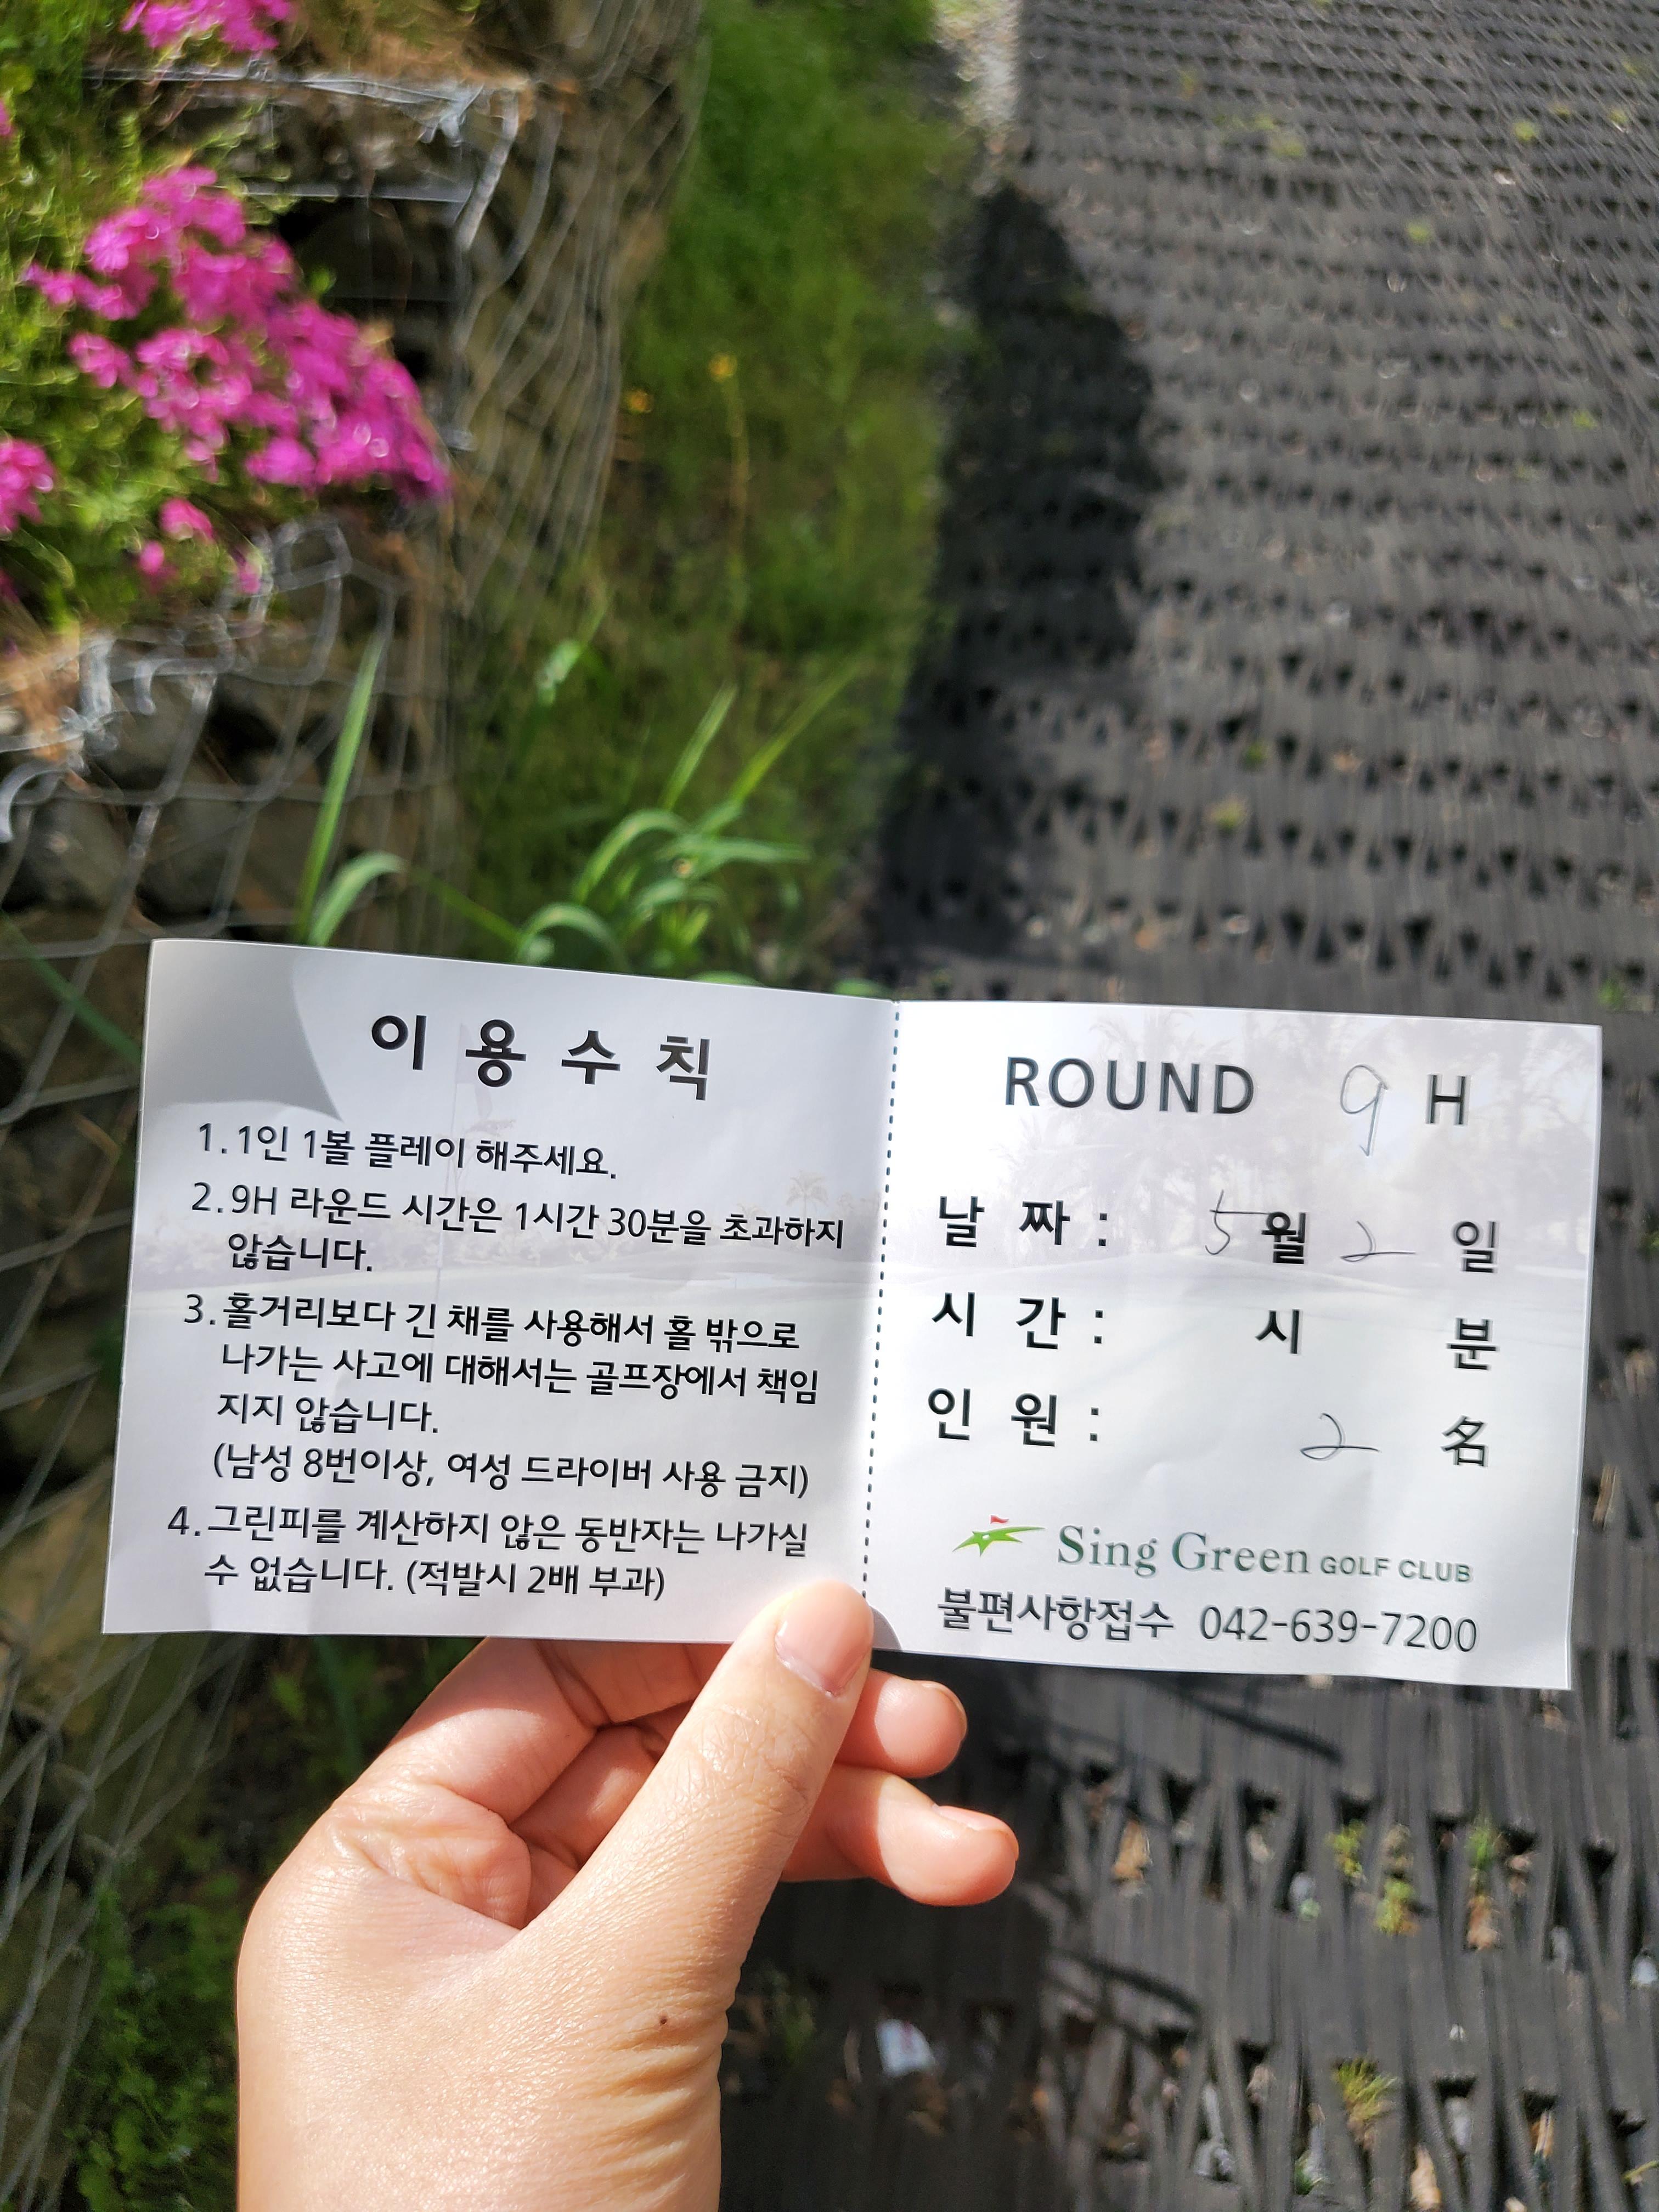 이용수칙
1. 1인 1볼 플레이 해주세요.
2. 9H 라운드 시간은 1시간 30분을 초과하지
않습니다.
3. 홀거리보다 긴 채를 사용해서 홀 밖으로
나가는 사고에 대해서는 골프장에서 책임
지지 않습니다.
(남성 8번이상, 여성 드라이버 사용 금지)
4. 그린피를 계산하지 않은 동반자는 나가실
수 없습니다. (적발시 2배 부과)
ROUND 9 H
날 짜 : 5월 2 일
시 간 : 시 분
인 원 : 2 名
Sing Green GOLF CLUB
불편사항접수 042-639-7200